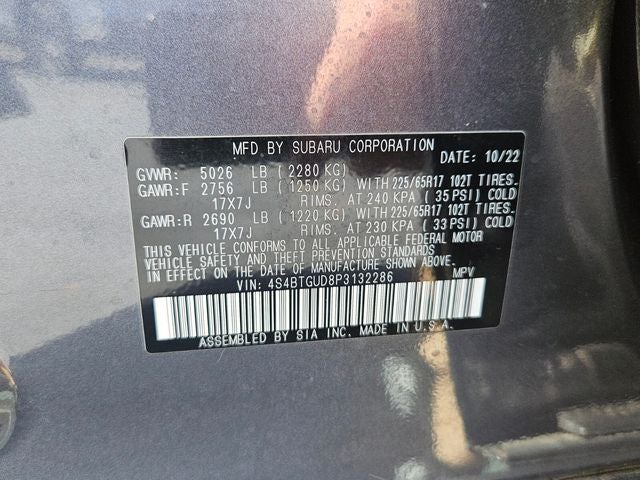 MFD. BY SUBARU CORPORATION
GVWR: 5026 LB (2280 KG) DATE: 10/22
GAWR:F 2756 LB (1250 KG) WITH 225/65R17 102T TIRES.
17X7J RIMS. AT 240 KPA (35 PSI) COLD
GAWR:R 2690 LB (1220 KG) WITH 225/65R17 102T TIRES.
17X7J RIMS. AT 230 KPA (33 PSI) COLD
THIS VEHICLE CONFORMS TO ALL APPLICABLE FEDERAL MOTOR
VEHICLE SAFETY AND THEFT PREVENTION STANDARDS
IN EFFECT ON THE DATE OF MANUFACTURE SHOWN ABOVE.
VIN: 4S4BTGUD8P3132286 MPV
ASSEMBLED BY SIA INC. MADE IN U.S.A.